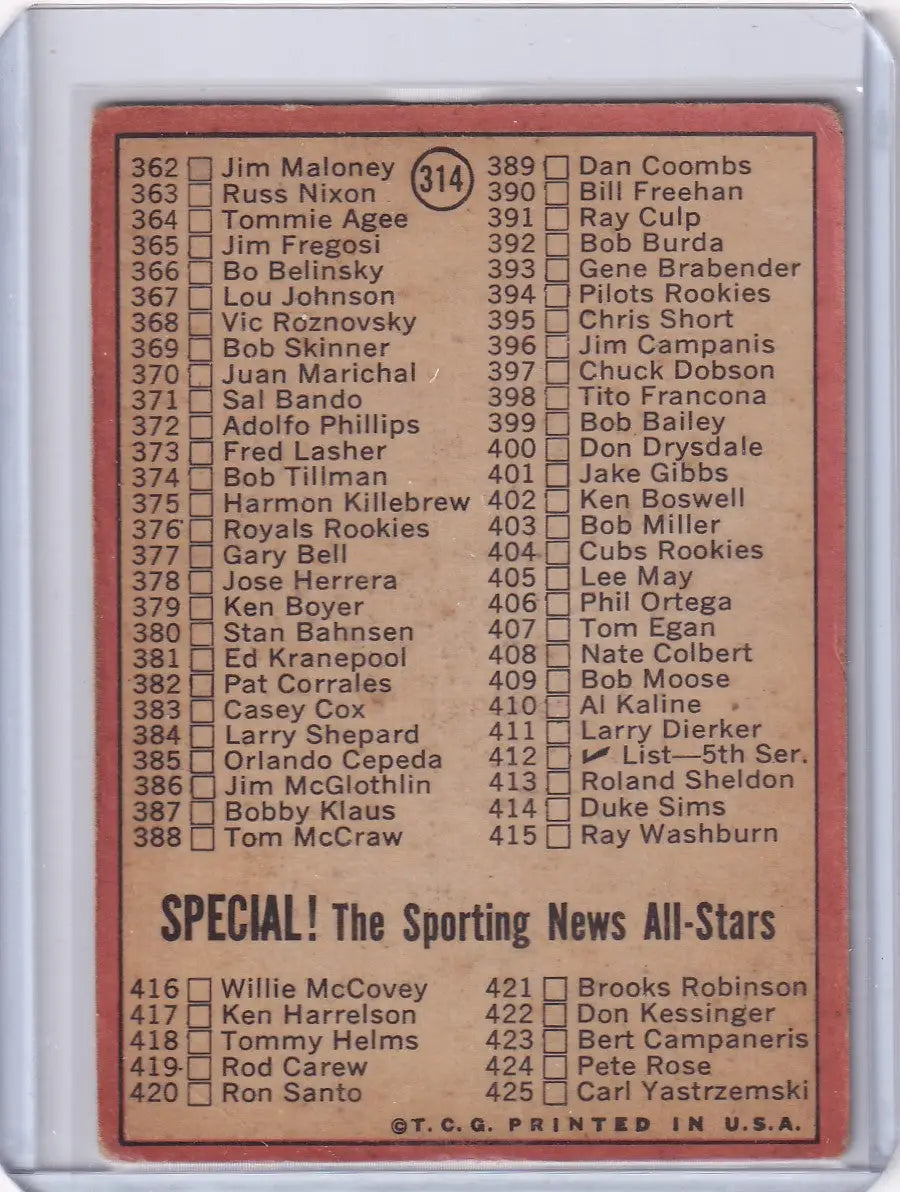 314
362 Jim Maloney
363 Russ Nixon
364 Tommie Agee
365 Jim Fregosi
366 Bo Belinsky
367 Lou Johnson
368 Vic Roznovsky
369 Bob Skinner
370 Juan Marichal
371 Sal Bando
372 Adolfo Phillips
373 Fred Lasher
374 Bob Tillman
375 Harmon Killebrew
376 Royals Rookies
377 Gary Bell
378 Jose Herrera
379 Ken Boyer
380 Stan Bahnsen
381 Ed Kranepool
382 Pat Corrales
383 Casey Cox
384 Larry Shepard
385 Orlando Cepeda
386 Jim McGlothlin
387 Bobby Klaus
388 Tom McCraw
389 Dan Coombs
390 Bill Freehan
391 Ray Culp
392 Bob Burda
393 Gene Brabender
394 Pilots Rookies
395 Chris Short
396 Jim Campanis
397 Chuck Dobson
398 Tito Francona
399 Bob Bailey
400 Don Drysdale
401 Jake Gibbs
402 Ken Boswell
403 Bob Miller
404 Cubs Rookies
405 Lee May
406 Phil Ortega
407 Tom Egan
408 Nate Colbert
409 Bob Moose
410 Al Kaline
411 Larry Dierker
412 ✔ List—5th Ser.
413 Roland Sheldon
414 Duke Sims
415 Ray Washburn
SPECIAL! The Sporting News All-Stars
416 Willie McCovey
417 Ken Harrelson
418 Tommy Helms
419 Rod Carew
420 Ron Santo
421 Brooks Robinson
422 Don Kessinger
423 Bert Campaneris
424 Pete Rose
425 Carl Yastrzemski
©T. C. G. PRINTED IN U.S.A.